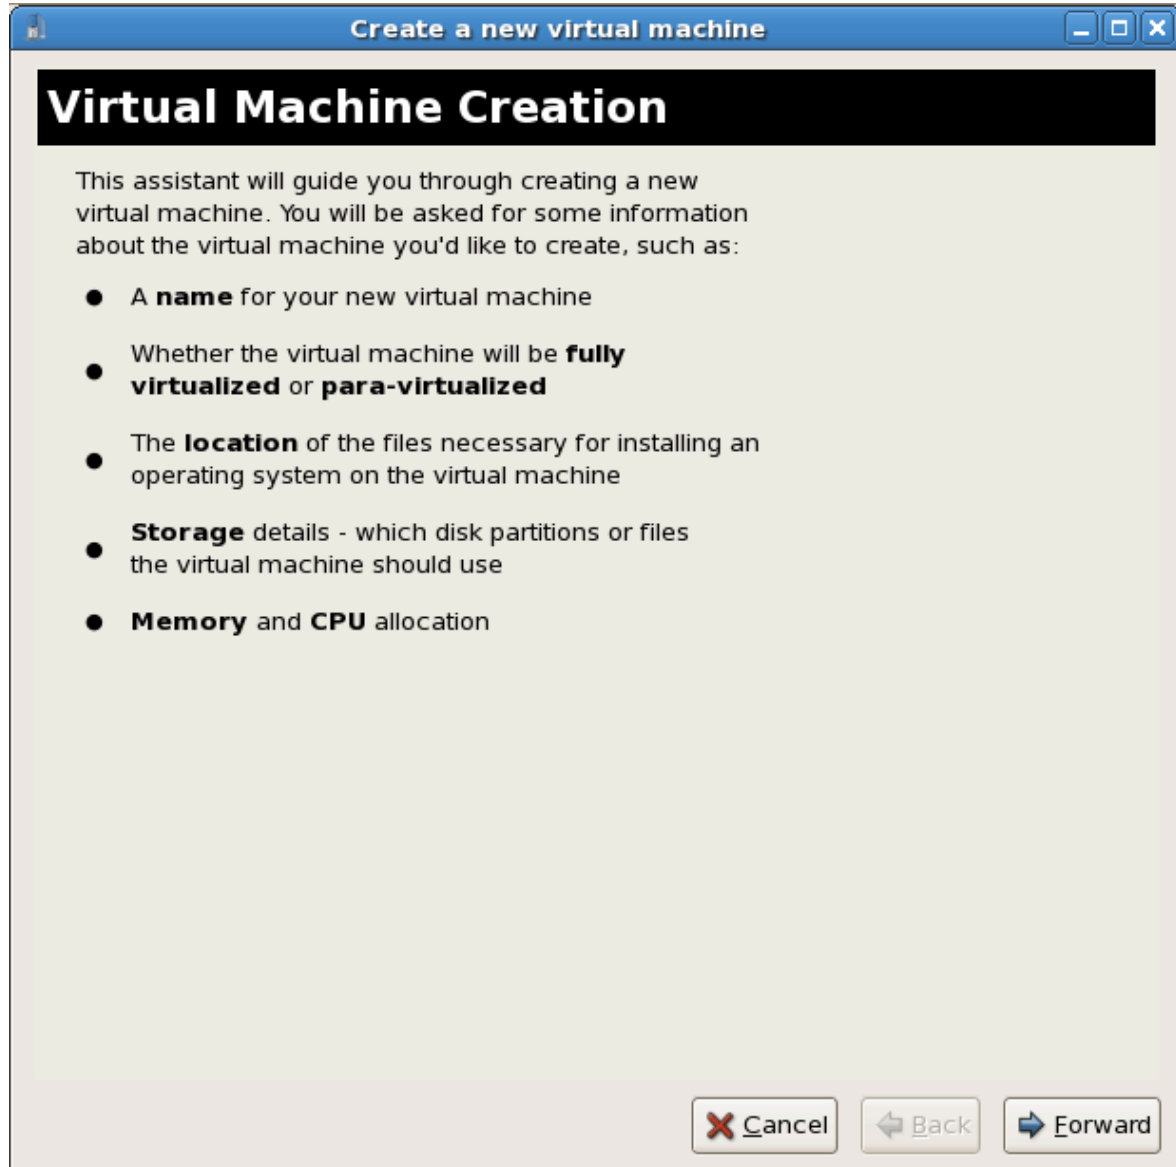 Create a new virtual machine
Virtual Machine Creation
This assistant will guide you through creating a new
virtual machine. You will be asked for some information
about the virtual machine you'd like to create, such as:
● A name for your new virtual machine
● Whether the virtual machine will be fully
virtualized or para-virtualized
● The location of the files necessary for installing an
operating system on the virtual machine
● Storage details - which disk partitions or files
the virtual machine should use
● Memory and CPU allocation
Cancel
Back
Forward